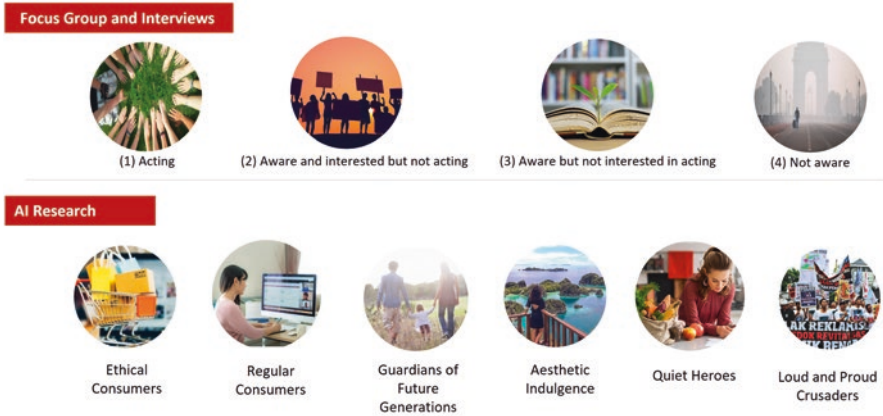 Focus Group and Interviews
(1) Acting
(2) Aware and interested but not acting
(3) Aware but not interested in acting
(4) Not aware
AI Research
Ethical
Consumers
Regular
Consumers
Guardians of
Future
Generations
Aesthetic
Indulgence
Quiet Heroes
Loud and Proud
Crusaders
AK REKLAMASI